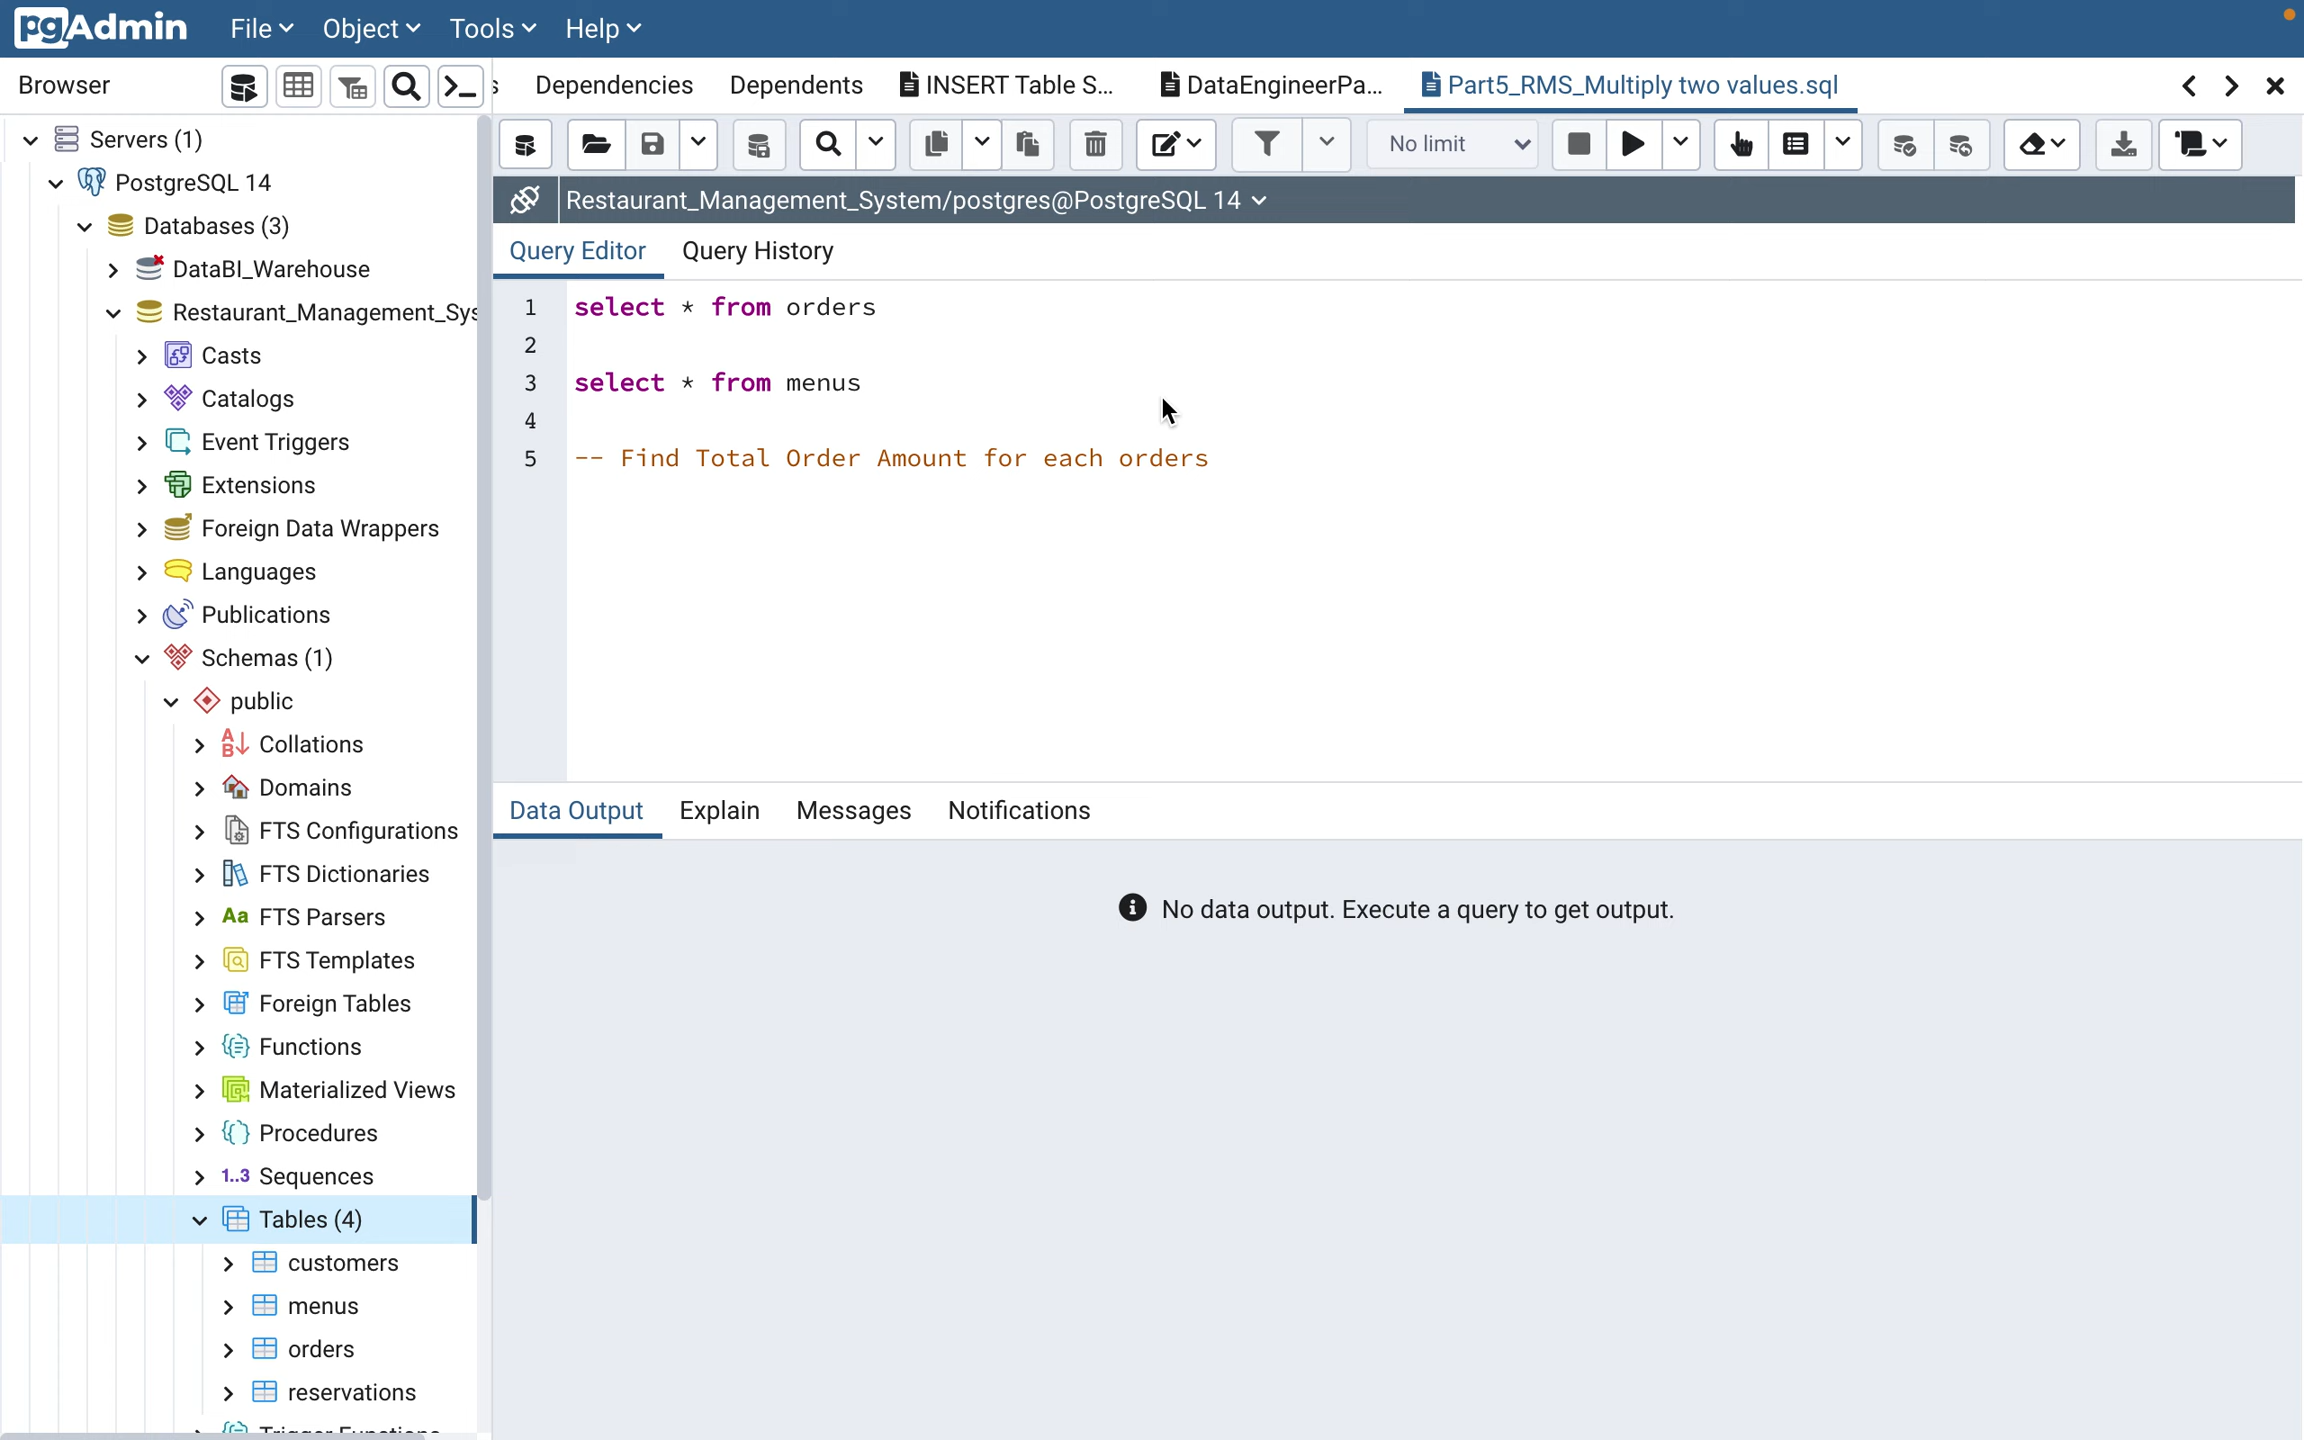 pgAdmin File Object Tools Help
Browser
s Dependencies Dependents INSERT Table S... DataEngineerPa... Part5_RMS_Multiply two values.sql
No limit
Restaurant_Management_System/postgres@PostgreSQL 14
Query Editor Query History
1 select * from orders
2
3 select * from menus
4
5 -- Find Total Order Amount for each orders
Data Output Explain Messages Notifications
No data output. Execute a query to get output.
Servers (1)
PostgreSQL 14
Databases (3)
DataBI_Warehouse
Restaurant_Management_Sys
Casts
Catalogs
Event Triggers
Extensions
Foreign Data Wrappers
Languages
Publications
Schemas (1)
public
Collations
Domains
FTS Configurations
FTS Dictionaries
Aa FTS Parsers
FTS Templates
Foreign Tables
Functions
Materialized Views
Procedures
1..3 Sequences
Tables (4)
customers
menus
orders
reservations